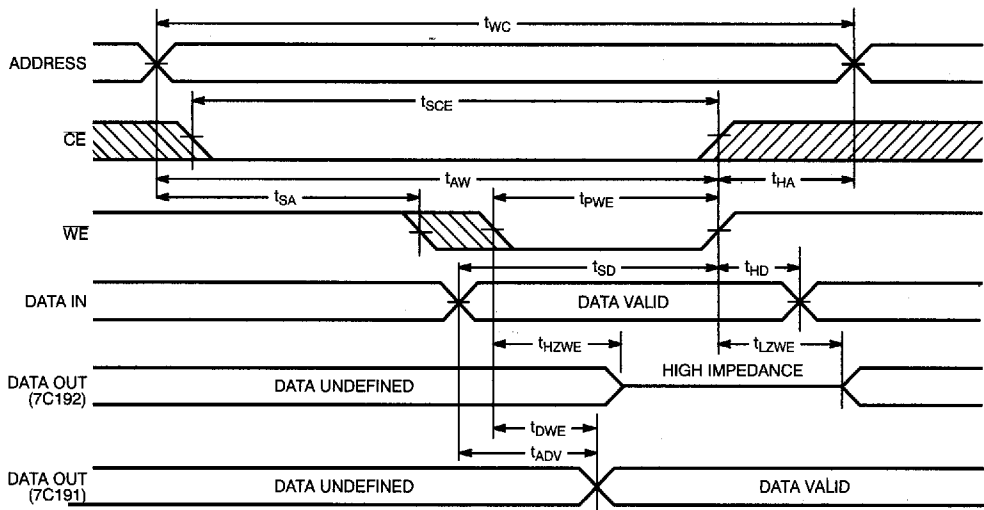 tWC
ADDRESS
tSCE
CE
tAW
tHA
tSA
tPWE
WE
tSD
tHD
DATA IN
DATA VALID
tHZWE
tLZWE
HIGH IMPEDANCE
DATA OUT
(7C192)
DATA UNDEFINED
tDWE
tADV
DATA OUT
(7C191)
DATA UNDEFINED
DATA VALID